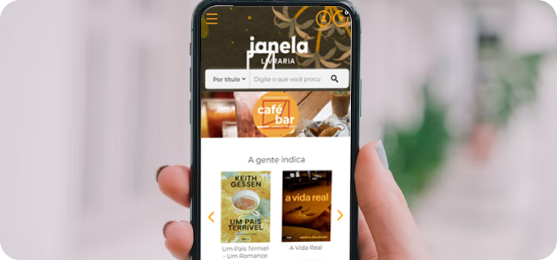 janela
LIVRARIA
Por título
Digite o que você procu
café
bar
A gente indica
KEITH
GESSEN
UM PAÍS
TERRÍVEL
a vida real
Um País Terrível
- Um Romance
A Vida Real